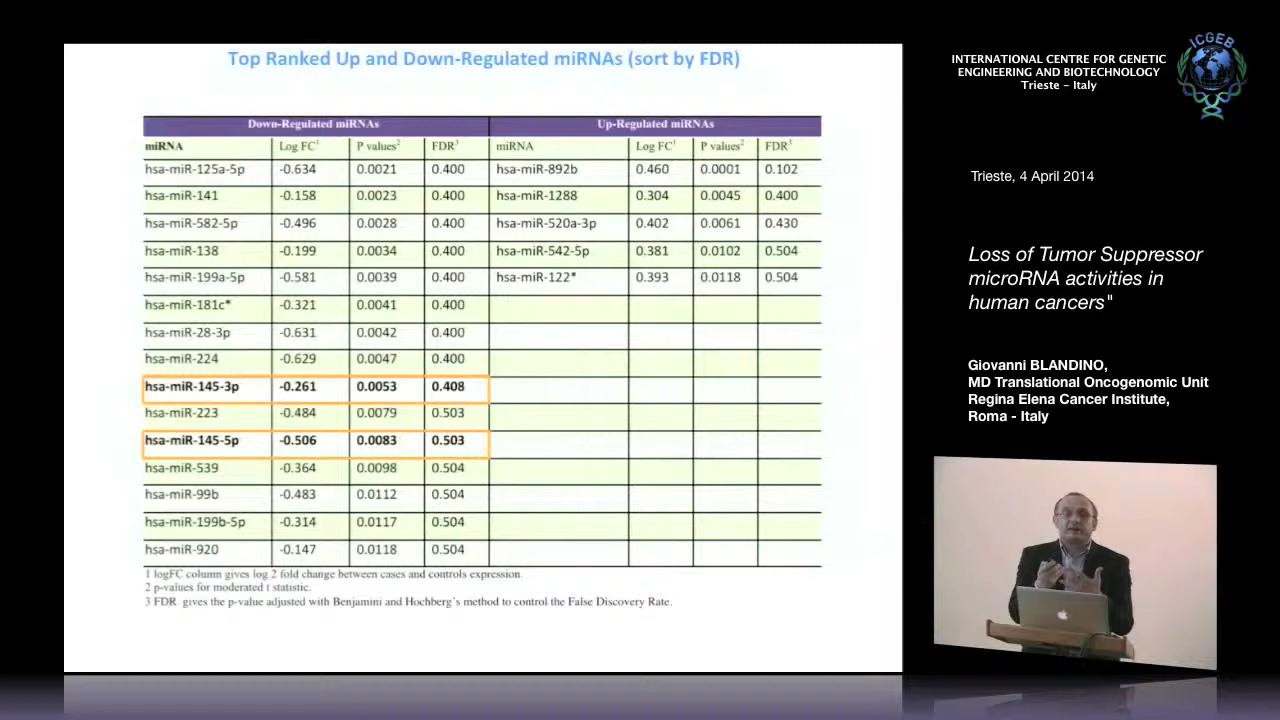 Top Ranked Up and Down-Regulated miRNAs (sort by FDR)
Down-Regulated miRNAs Up-Regulated miRNAs
miRNA Log FC1 P values2 FDR3 miRNA Log FC1 P values2 FDR3
hsa-miR-125a-5p -0.634 0.0021 0.400 hsa-miR-892b 0.460 0.0001 0.102
hsa-miR-141 -0.158 0.0023 0.400 hsa-miR-1288 0.304 0.0045 0.400
hsa-miR-582-5p -0.496 0.0028 0.400 hsa-miR-520a-3p 0.402 0.0061 0.430
hsa-miR-138 -0.199 0.0034 0.400 hsa-miR-542-5p 0.381 0.0102 0.504
hsa-miR-199a-5p -0.581 0.0039 0.400 hsa-miR-122* 0.393 0.0118 0.504
hsa-miR-181c* -0.321 0.0041 0.400
hsa-miR-28-3p -0.631 0.0042 0.400
hsa-miR-224 -0.629 0.0047 0.400
hsa-miR-145-3p -0.261 0.0053 0.408
hsa-miR-223 -0.484 0.0079 0.503
hsa-miR-145-5p -0.506 0.0083 0.503
hsa-miR-539 -0.364 0.0098 0.504
hsa-miR-99b -0.483 0.0112 0.504
hsa-miR-199b-5p -0.314 0.0117 0.504
hsa-miR-920 -0.147 0.0118 0.504
1 logFC column gives log 2 fold change between cases and controls expression.
2 p-values for moderated t statistic.
3 FDR gives the p-value adjusted with Benjamini and Hochberg's method to control the False Discovery Rate.
INTERNATIONAL CENTRE FOR GENETIC
ENGINEERING AND BIOTECHNOLOGY
Trieste - Italy
ICGEB
Trieste, 4 April 2014
Loss of Tumor Suppressor
microRNA activities in
human cancers"
Giovanni BLANDINO,
MD Translational Oncogenomic Unit
Regina Elena Cancer Institute,
Roma - Italy